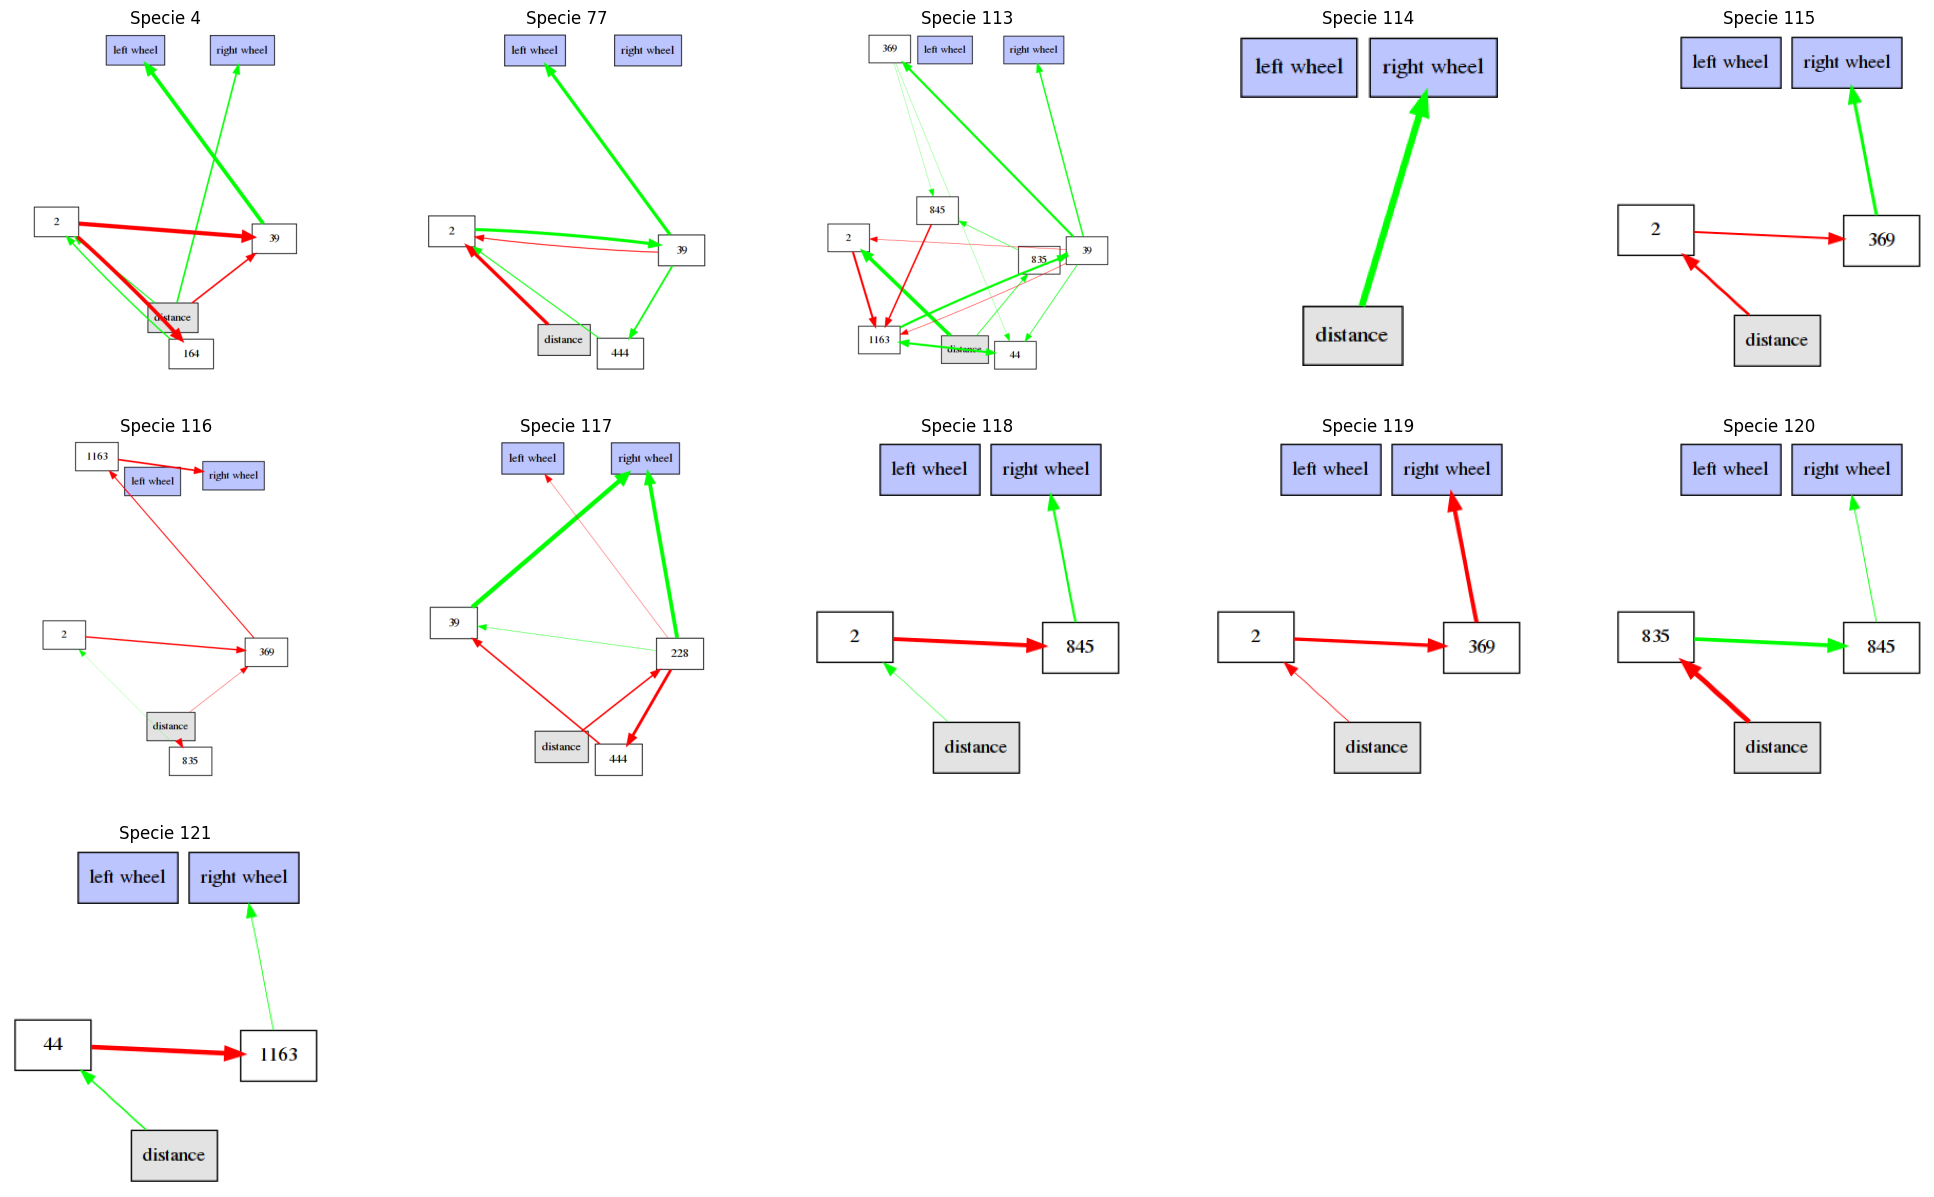 Specie 4
left wheel
right wheel
2
39
distance
164
Specie 77
left wheel
right wheel
2
39
distance
444
Specie 113
369
left wheel
right wheel
845
2
39
835
1163
distance
44
Specie 114
left wheel
right wheel
distance
Specie 115
left wheel
right wheel
2
369
distance
Specie 116
1163
left wheel
right wheel
2
369
distance
835
Specie 117
left wheel
right wheel
39
228
distance
444
Specie 118
left wheel
right wheel
2
845
distance
Specie 119
left wheel
right wheel
2
369
distance
Specie 120
left wheel
right wheel
835
845
distance
Specie 121
left wheel
right wheel
44
1163
distance